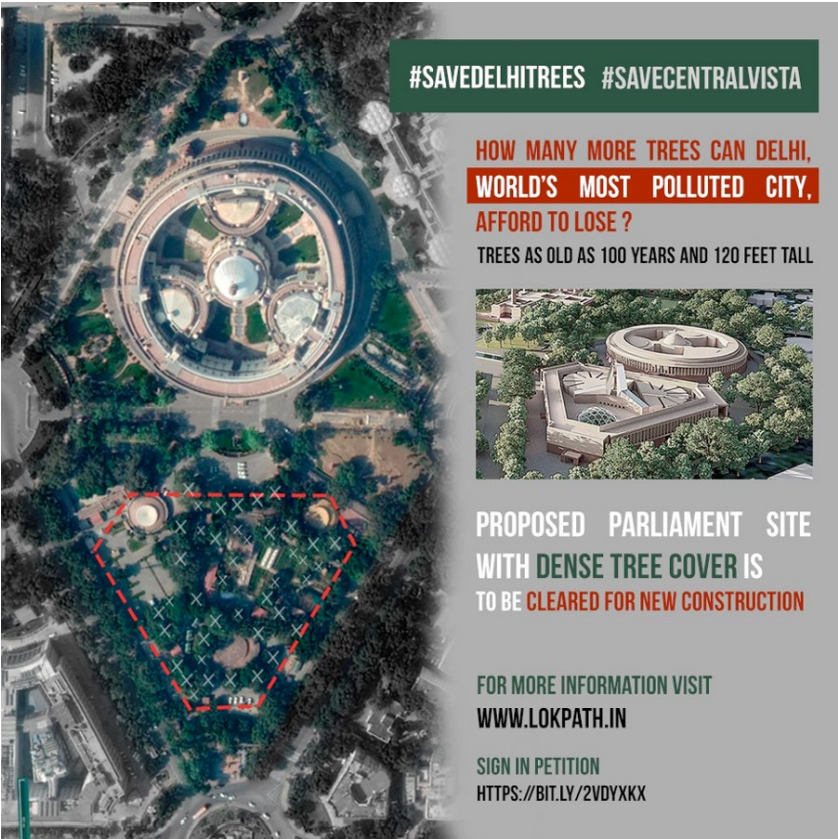 #SAVEDELHITREES #SAVECENTRALVISTA
HOW MANY MORE TREES CAN DELHI,
WORLD'S MOST POLLUTED CITY,
AFFORD TO LOSE ?
TREES AS OLD AS 100 YEARS AND 120 FEET TALL
PROPOSED PARLIAMENT SITE
WITH DENSE TREE COVER IS
TO BE CLEARED FOR NEW CONSTRUCTION
FOR MORE INFORMATION VISIT
WWW.LOKPATH.IN
SIGN IN PETITION
HTTPS://BIT.LY/2VDYXKX